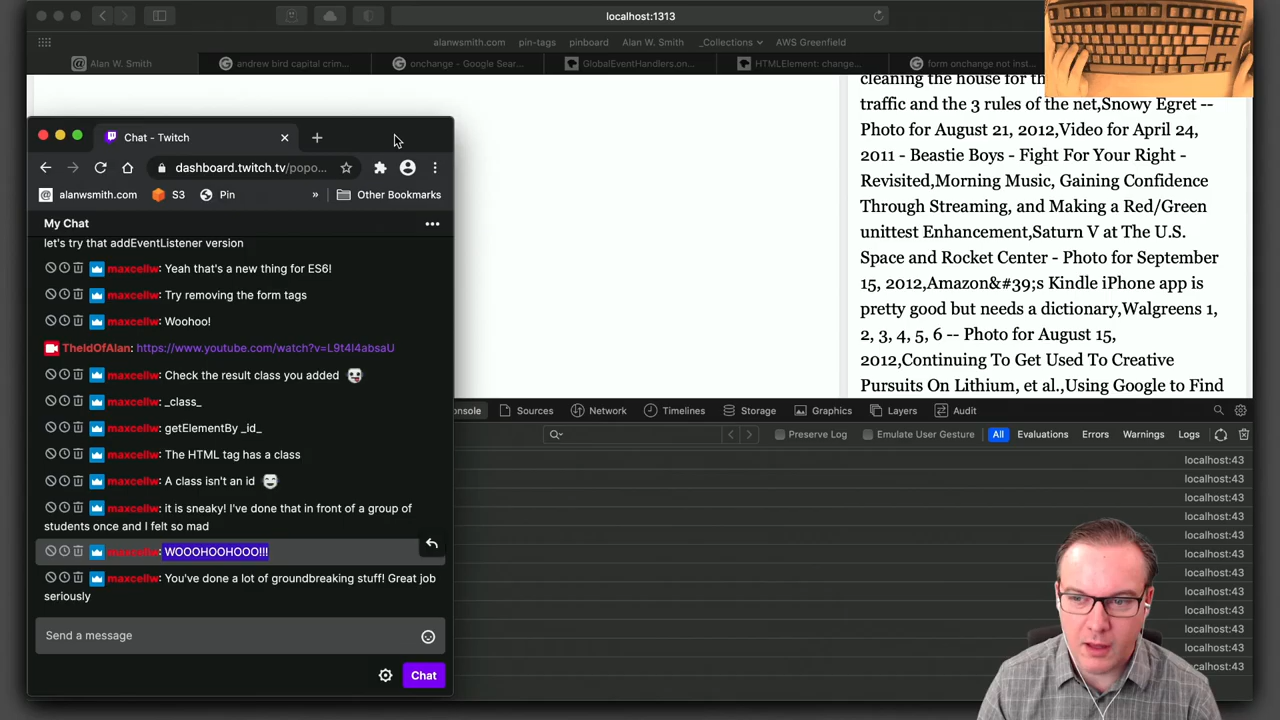 localhost:1313
alanwsmith.com pin-tags pinboard Alan W. Smith _Collections AWS Greenfield
Alan W. Smith
andrew bird capital crim...
onchange - Google Sear...
GlobalEventHandlers.on...
HTMLElement: change...
form onchange not inst...
cleaning the house for th
traffic and the 3 rules of the net,Snowy Egret --
Photo for August 21, 2012,Video for April 24,
2011 - Beastie Boys - Fight For Your Right -
Revisited,Morning Music, Gaining Confidence
Through Streaming, and Making a Red/Green
unittest Enhancement,Saturn V at The U.S.
Space and Rocket Center - Photo for September
15, 2012,Amazon&#39;s Kindle iPhone app is
pretty good but needs a dictionary,Walgreens 1,
2, 3, 4, 5, 6 -- Photo for August 15,
2012,Continuing To Get Used To Creative
Pursuits On Lithium, et al.,Using Google to Find
Chat - Twitch
dashboard.twitch.tv/popo...
alanwsmith.com S3 Pin » Other Bookmarks
My Chat
let's try that addEventListener version
maxcellw: Yeah that's a new thing for ES6!
maxcellw: Try removing the form tags
maxcellw: Woohoo!
TheIdOfAlan: https://www.youtube.com/watch?v=L9t4I4absaU
maxcellw: Check the result class you added
maxcellw: _class_
maxcellw: getElementBy _id_
maxcellw: The HTML tag has a class
maxcellw: A class isn't an id
maxcellw: it is sneaky! I've done that in front of a group of
students once and I felt so mad
maxcellw: WOOOHOOHOOO!!!
maxcellw: You've done a lot of groundbreaking stuff! Great job
seriously
Send a message
Chat
onsole Sources Network Timelines Storage Graphics Layers Audit
Preserve Log Emulate User Gesture All Evaluations Errors Warnings Logs
localhost:43
localhost:43
localhost:43
localhost:43
localhost:43
localhost:43
localhost:43
localhost:43
localhost:43
localhost:43
localhost:43
localhost:43